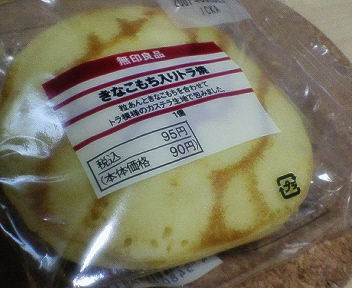 無印良品
きなこもち入りトラ焼
粒あんときなこもちを合わせて
トラ模様のカステラ生地で包みました
1個
税込 95円
(本体価格 90円)
プラ